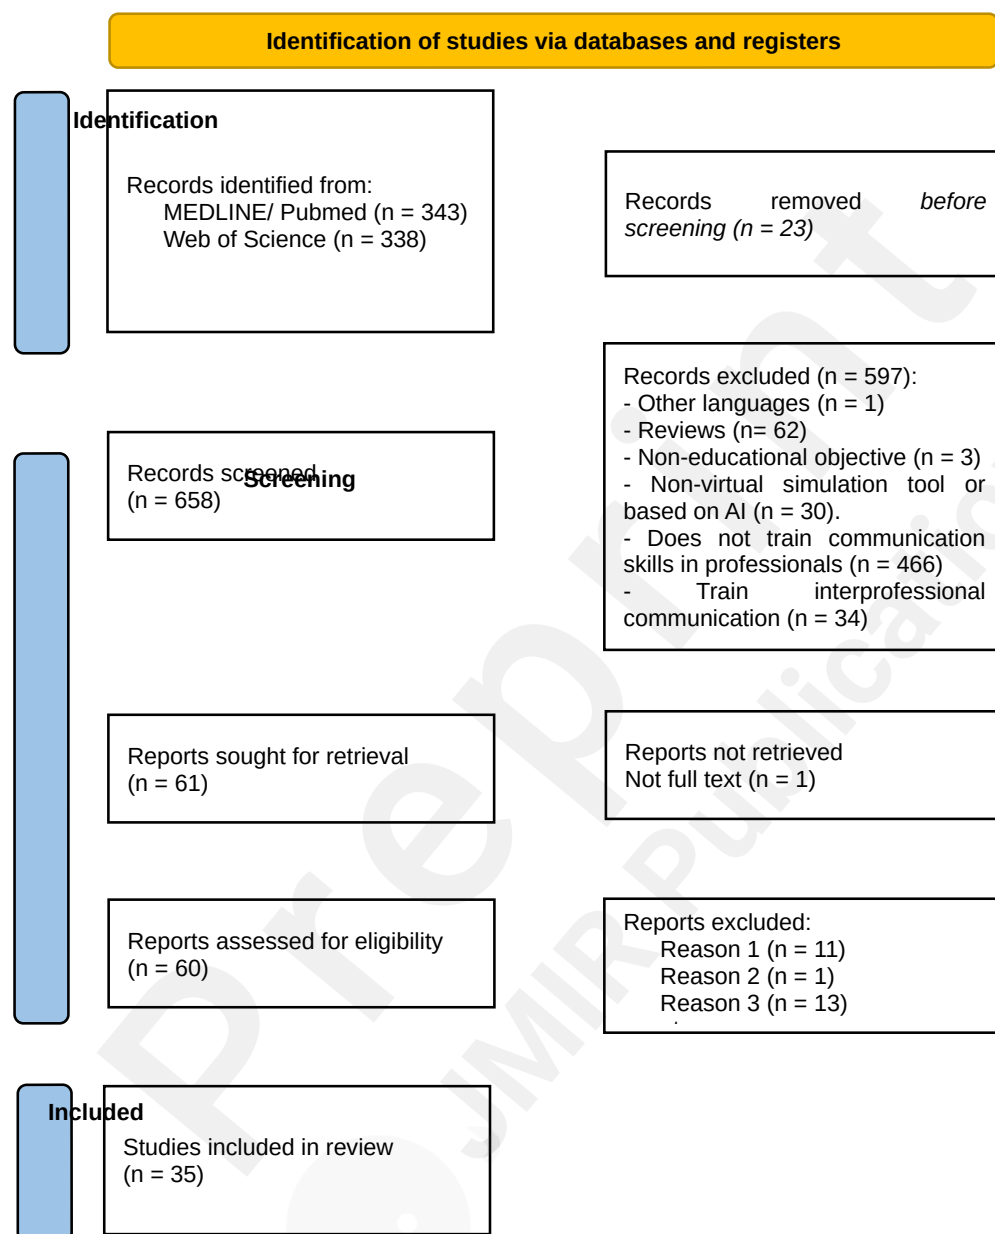 Identification of studies via databases and registers
Identification
Records identified from:
MEDLINE/ Pubmed (n = 343)
Web of Science (n = 338)
Records removed before
screening (n = 23)
Records excluded (n = 597):
- Other languages (n = 1)
- Reviews (n= 62)
- Non-educational objective (n = 3)
- Non-virtual simulation tool or
based on AI (n = 30).
- Does not train communication
skills in professionals (n = 466)
- Train interprofessional
communication (n = 34)
Screening
Records screened
(n = 658)
Reports sought for retrieval
(n = 61)
Reports not retrieved
Not full text (n = 1)
Reports assessed for eligibility
(n = 60)
Reports excluded:
Reason 1 (n = 11)
Reason 2 (n = 1)
Reason 3 (n = 13)
Included
Studies included in review
(n = 35)
Preprint
JMIR Publicatio